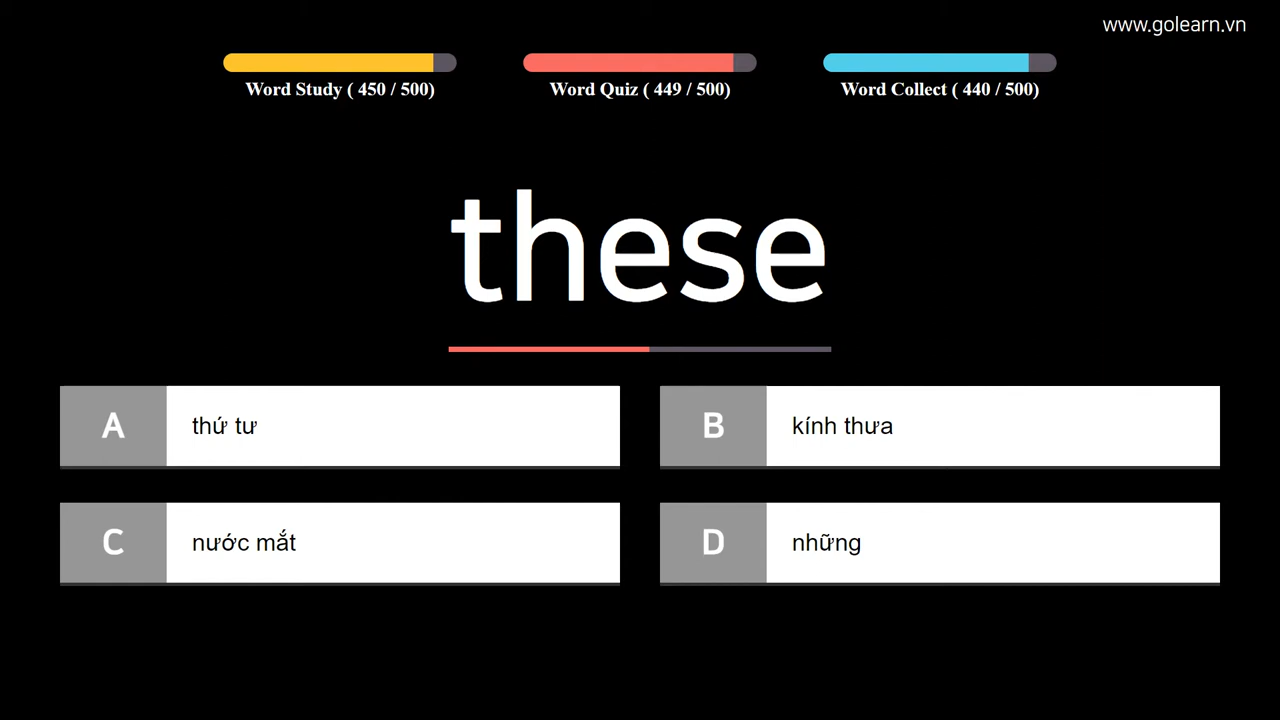 www.golearn.vn
Word Study ( 450 / 500)
Word Quiz ( 449 / 500)
Word Collect ( 440 / 500)
these
A thứ tư
B kính thưa
C nước mắt
D những